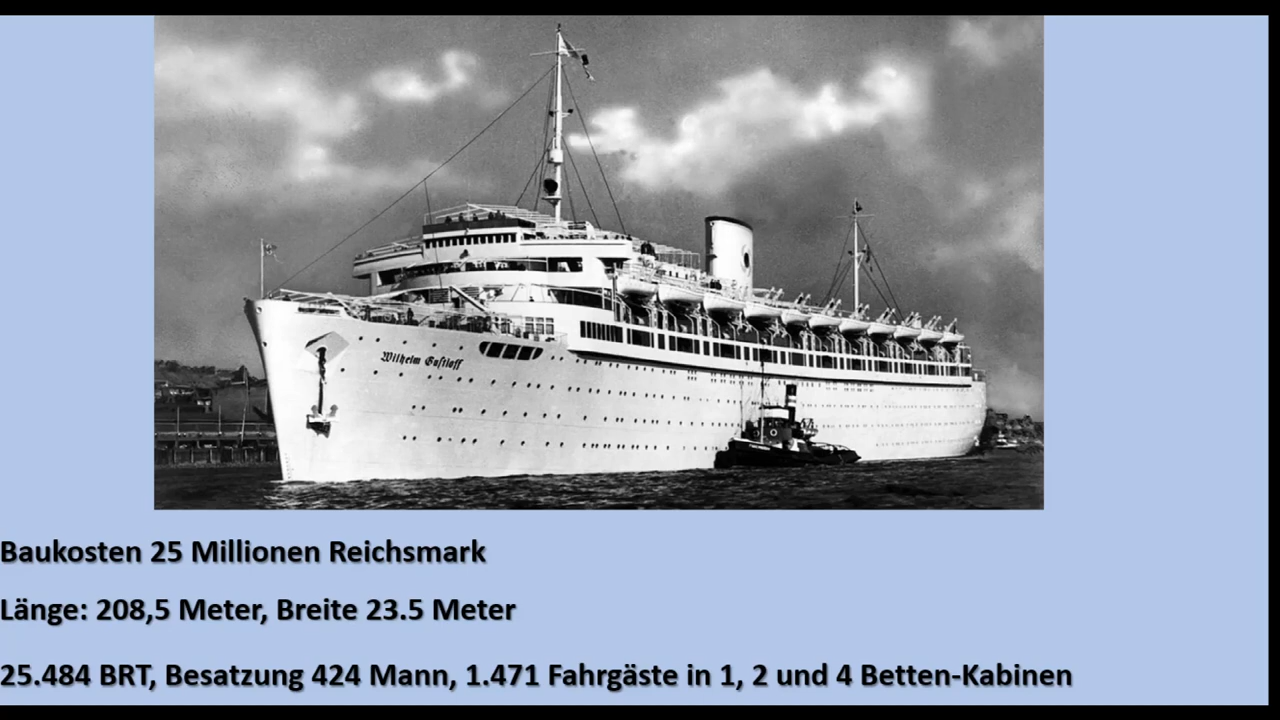 Wilhelm Gustloff
Baukosten 25 Millionen Reichsmark
Länge: 208,5 Meter, Breite 23.5 Meter
25.484 BRT, Besatzung 424 Mann, 1.471 Fahrgäste in 1, 2 und 4 Betten-Kabinen